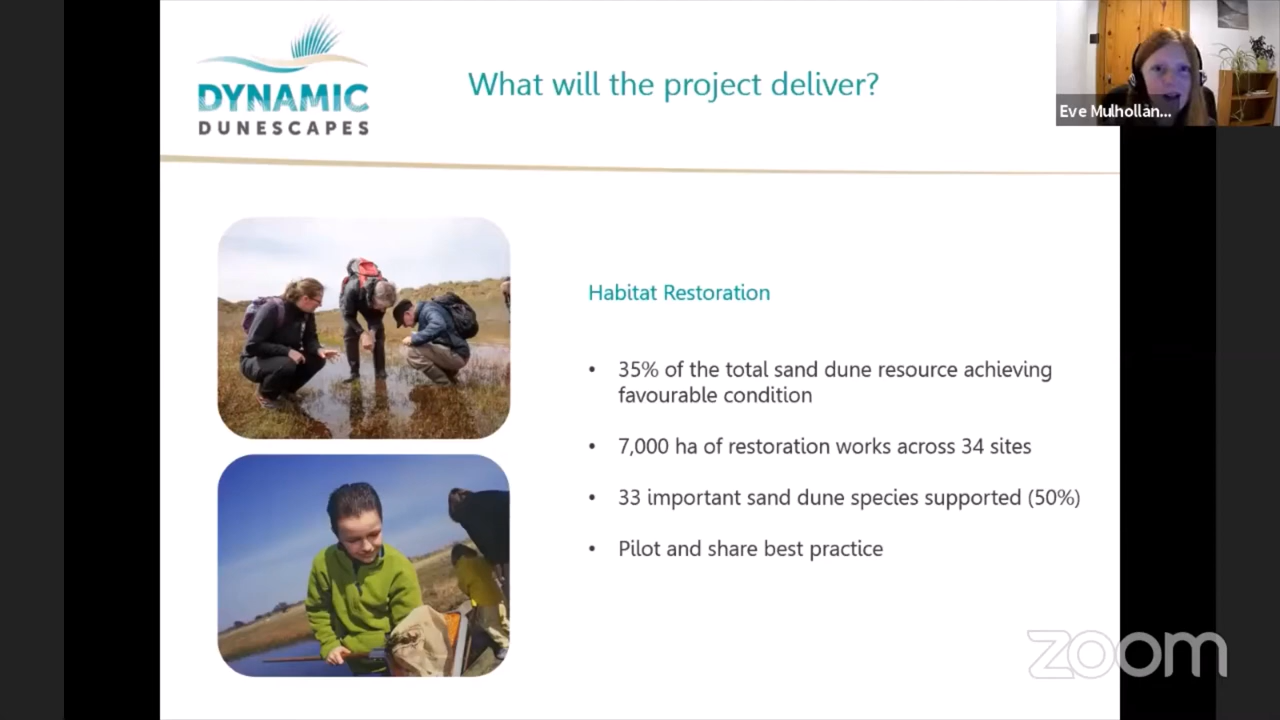 DYNAMIC
DUNESCAPES
What will the project deliver?
Eve Mulhollan...
Habitat Restoration
• 35% of the total sand dune resource achieving
favourable condition
• 7,000 ha of restoration works across 34 sites
• 33 important sand dune species supported (50%)
• Pilot and share best practice
zoom